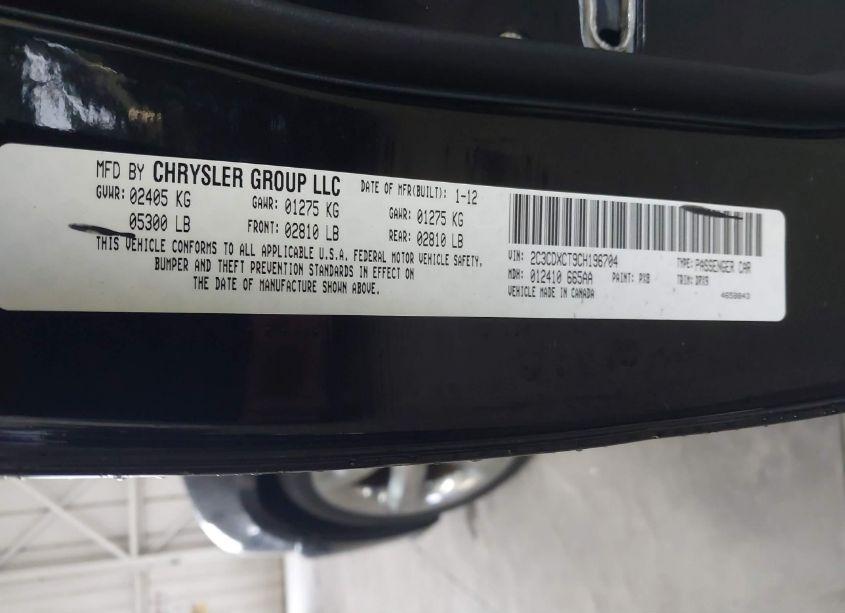 MFD BY CHRYSLER GROUP LLC DATE OF MFR(BUILT): 1-12
GVWR: 02405 KG GAWR: 01275 KG GAWR: 01275 KG
05300 LB FRONT: 02810 LB REAR: 02810 LB
THIS VEHICLE CONFORMS TO ALL APPLICABLE U.S.A. FEDERAL MOTOR VEHICLE SAFETY,
BUMPER AND THEFT PREVENTION STANDARDS IN EFFECT ON
THE DATE OF MANUFACTURE SHOWN ABOVE.
VIN: 2C3CDXCT9CH196704 TYPE: PASSENGER CAR
MDH: 012410 665AA PAINT: PX8 TRIM: DRX9
VEHICLE MADE IN CANADA 4658043